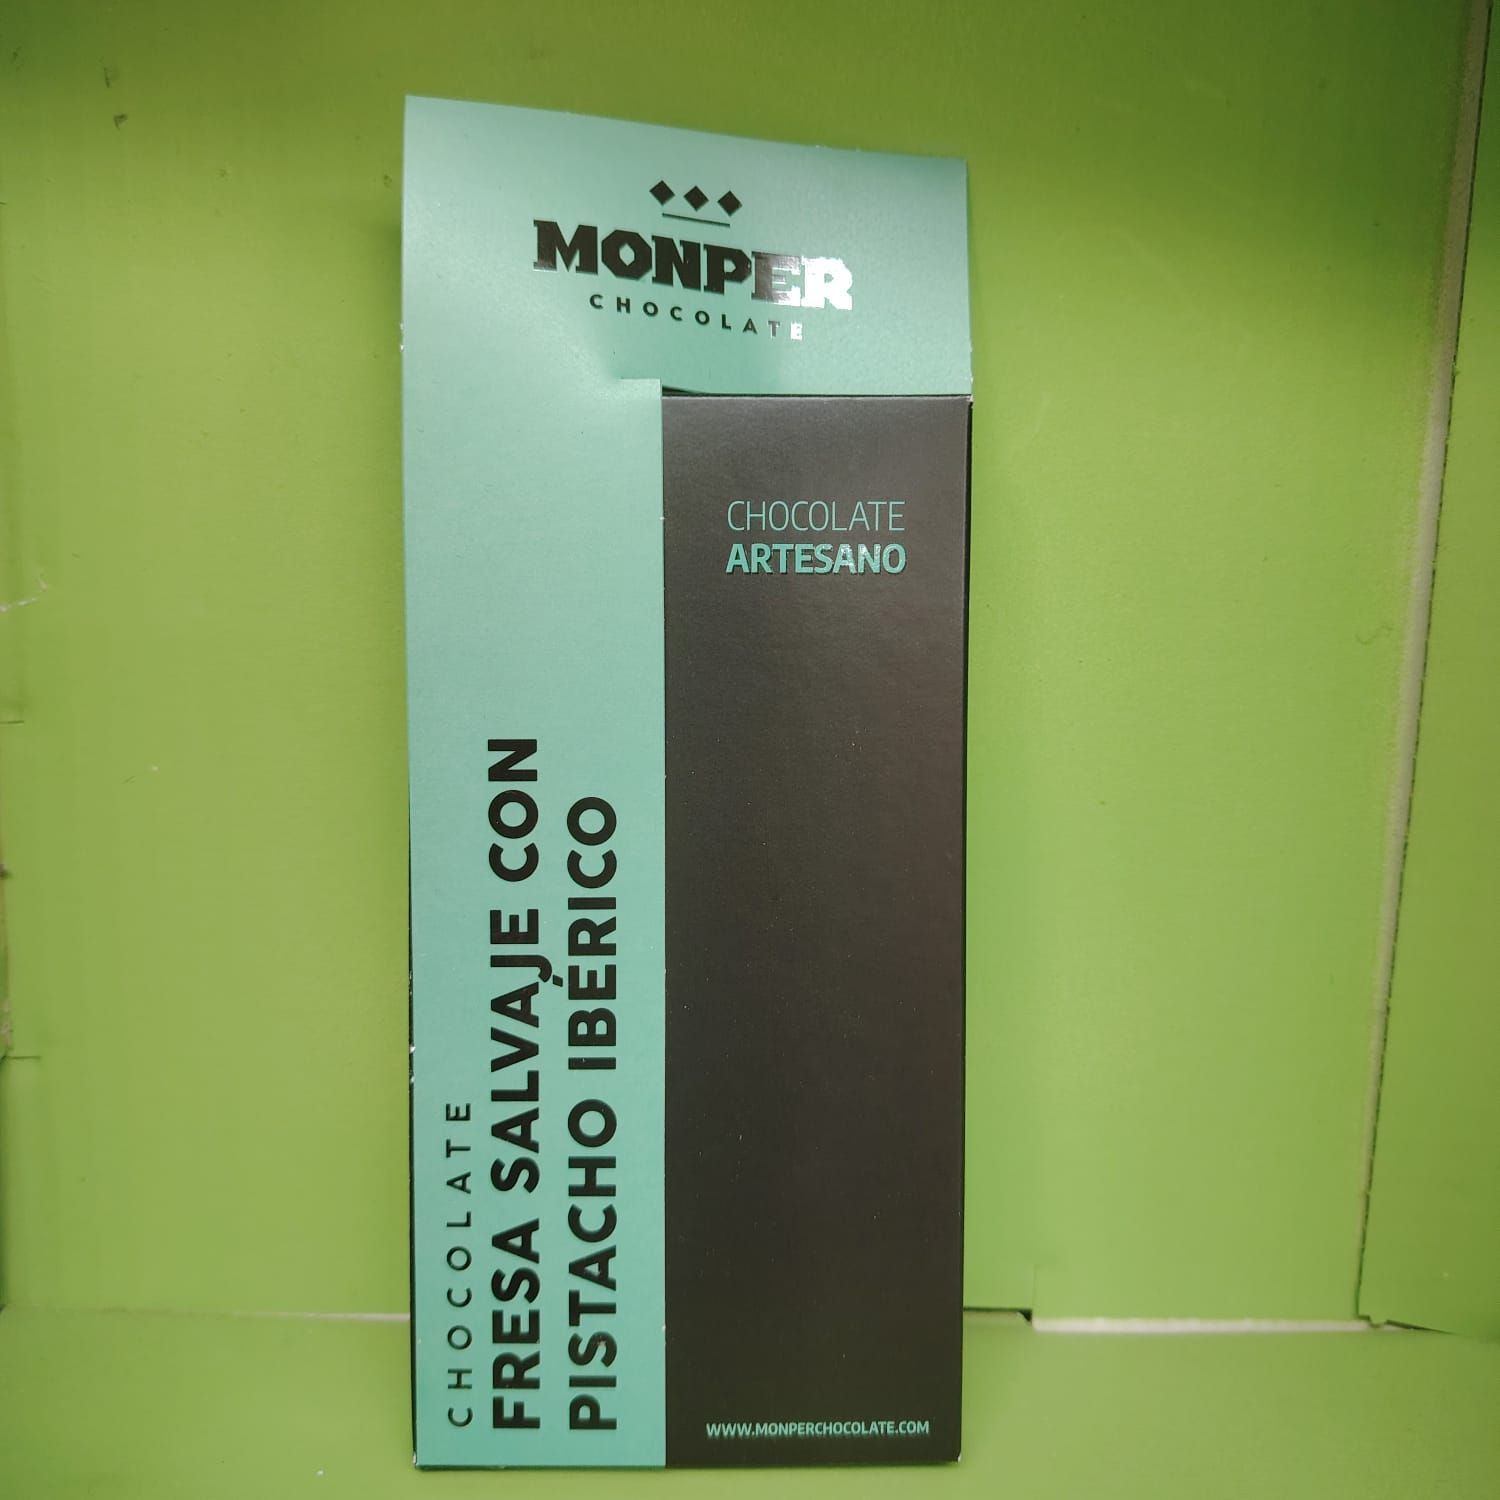 MONPER
CHOCOLATE
CHOCOLATE
ARTESANO
CHOCOLATE
FRESA SALVAJE CON
PISTACHO IBÉRICO
WWW.MONPERCHOCOLATE.COM